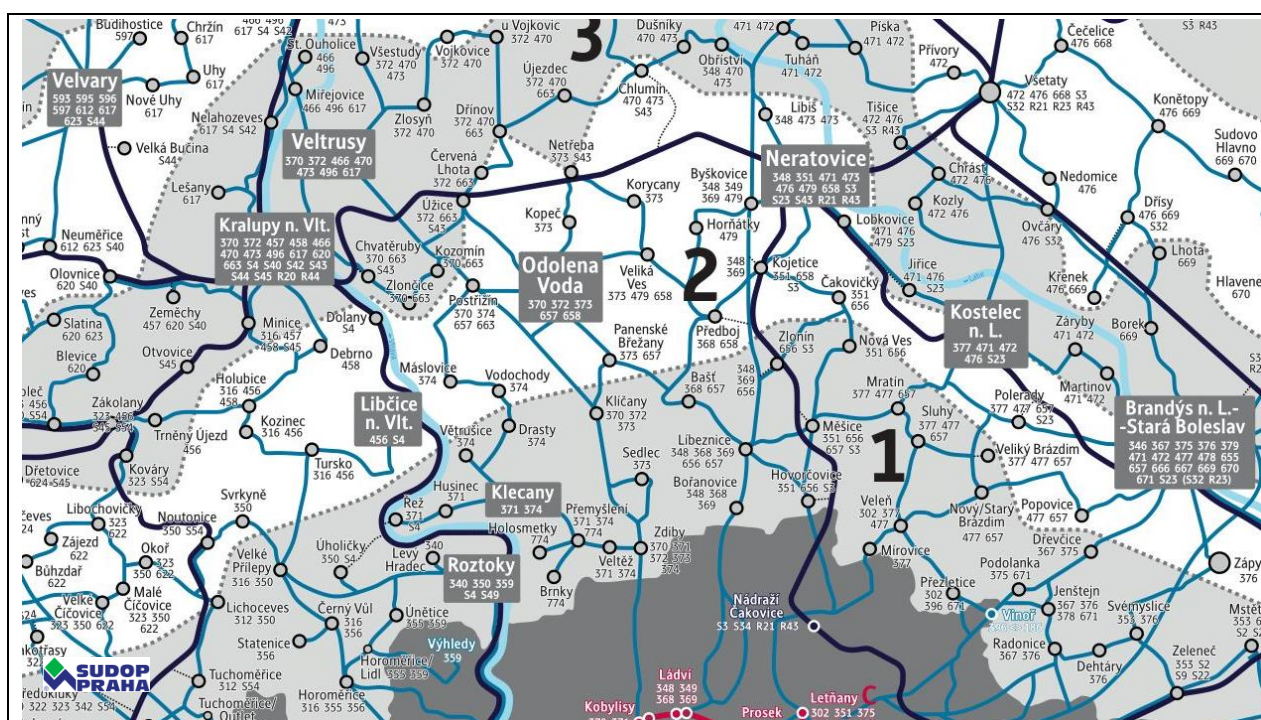 Budihostice
597
Chržín
617
617 S4 S42
473
St. Ouholice
466
496
Všestudy
372 470
473
Vojkovice
372 470
u Vojkovic
372 470
3
Dušníky
470 473
471 472
Obříství
348 470
473
Tuháň
471 472
Píska
471 472
Čečelice
476 668
S3 R43
Přívory
472
Všetaty
472 476 668 S3
S32 R21 R23 R43
Velvary
593 595 596
597 612 617
623 S44
Uhy
617
Nové Uhy
617
Miřejovice
466 496 617
Újezdec
372 470
663
Chlumín
470 473
S43
Libiš
348 473 473
Tišice
472 476
S3 R43
Konětopy
476 669
Nelahozeves
617 S4 S42
Veltrusy
370 372 466 470
473 496 617
Zlosyň
372 470
Dřínov
372 470
663
Velká Bučina
S44
Červená
Lhota
372 663
Netřeba
373 S43
Byškovice
348 349
369 479
Neratovice
348 351 471 473
476 479 658 S3
S23 S43 R21 R43
Chrást
472 476
Sudovo
Hlavno
669 670
Nedomice
476
Lešany
617
Korycany
373
Kozly
472 476
Úžice
372 663
S43
Kopeč
373
Hornátky
479
Lobkovice
471 476
479 S23
Ovčáry
476 S32
Dřísy
476 669
S32
Neuměřice
612 623 S40
Kralupy n. Vlt.
370 372 457 458 466
470 473 496 617 620
663 S4 S40 S42 S43
S44 S45 R20 R44
Chvatěruby
370 663
S43
Kozomín
370 663
Odolena
Voda
370 372 373
657 658
Veliká
Ves
373 479 658
2
348
369
Kojetice
351 658
S3
Jiřice
471 476
S23
Lhota
669
Olovnice
620 S40
Zlončice
370 663
Postřižín
370 374
657 663
Čakovičky
351
656
Křenek
476 669
Hlavene
670
Zeměchy
457 620 S40
Dolany
S4
Předboj
368 658
Kostelec
n. L.
377 471 472
476 S23
Slatina
620 623
Minice
316 457
458 S45
Panenské
Břežany
373 657
Zlonín
656 S3
Nová Ves
351 656
Záryby
471 472
Borek
669
Blevice
620
Otvovice
S45
Debrno
458
Máslovice
374
Vodochody
374
Bašť
368 657
348
369
656
Martinov
471 472
Holubice
316 456
458
Mratín
377 477 657
Polerady
377 477 657
S23
Zákolany
323 456
S45 S54
Kozinec
316 456
Libčice
n. Vlt.
456 S4
Klíčany
370 372
Sluhy
377 477
657
Brandýs n. L.-
-Stará Boleslav
346 367 375 376 379
471 472 477 478 655
657 666 667 669 670
671 S23 (S32 R23)
Trněný Újezd
456
Větrušice
374
Drasty
374
Líbeznice
348 368 369
656 657
Měšice
351 656
657 S3
1
Veliký Brázdim
377 477 657
Dřetovice
624 S45
Kováry
323 S54
Tursko
316 456
Sedlec
373
Husinec
371
Klecany
371 374
Bořanovice
348 368
369
Hovorčovice
351 656 S3
Svrkyně
350
Libochovičky
323
622
Noutonice
350 S54
Řež
371
S4
Holosmetky
774
Přemyšlení
371 374
774
Veleň
302 377
477
Nový/Starý
Brázdim
477 657
Popovice
477 657
Zájezd
622
Okoř
323
350 622
Velké
Přílepy
316 350
Úholičky
350 S4
Levý
Hradec
340
Roztoky
340 350 359
S4 S49
Veltěž
371 374
Zdiby
370 371
372 373
374
Mírovice
377
Dřevčice
367 375
Bůhzdař
622
Brnky
774
Podolanka
375 671
Zápy
376
Malé
Číčovice
323 350
622
Velké
Číčovice
323 350 622
Lichoceves
312 350
Černý Vůl
316
356
Únětice
355 359
Přezletice
302
396 671
Jenštejn
367 376
378 671
Svémyslice
353 376
Nádraží
Čakovice
S3 S34 R21 R43
Vinoř
Statenice
356
Výhledy
359
Horoměřice/
Lidl 355 359
Radonice
367 376
Dehtáry
376
Zeleneč
353 S2
S9 S22
SUDOP
PRAHA
Tuchoměřice
312 S54
Tuchoměřice/
Outlet
Horoměřice
316 355 356
Ládví
348 349
368 369
Kobylisy
Prosek
Letňany
302 351 375
C